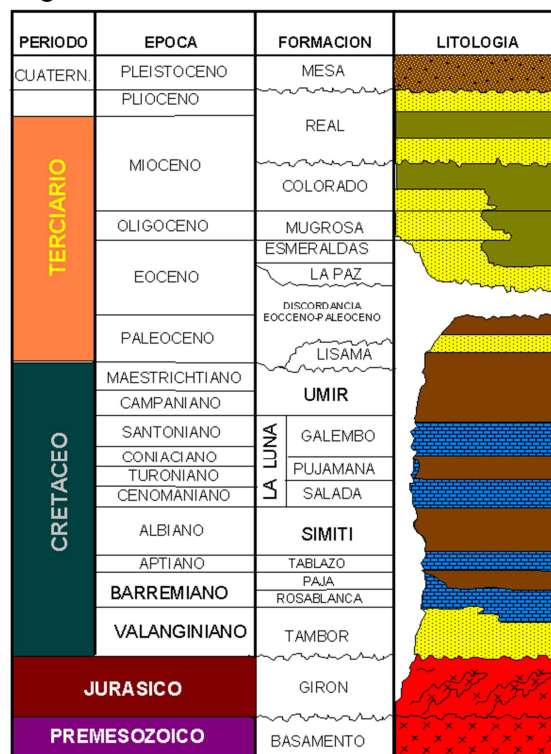 PERIODO EPOCA FORMACION LITOLOGIA
CUATERN. PLEISTOCENO MESA
PLIOCENO
REAL
TERCIARIO
MIOCENO
COLORADO
OLIGOCENO MUGROSA
ESMERALDAS
EOCENO
LA PAZ
DISCORDANCIA
EOCCENO-PALEOCENO
PALEOCENO
LISAMA
CRETACEO
MAESTRICHTIANO
UMIR
CAMPANIANO
LA LUNA
SANTONIANO GALEMBO
CONIACIANO
TURONIANO PUJAMANA
CENOMANIANO SALADA
ALBIANO SIMITI
APTIANO TABLAZO
BARREMIANO PAJA
ROSABLANCA
VALANGINIANO TAMBOR
JURASICO GIRON
PREMESOZOICO BASAMENTO